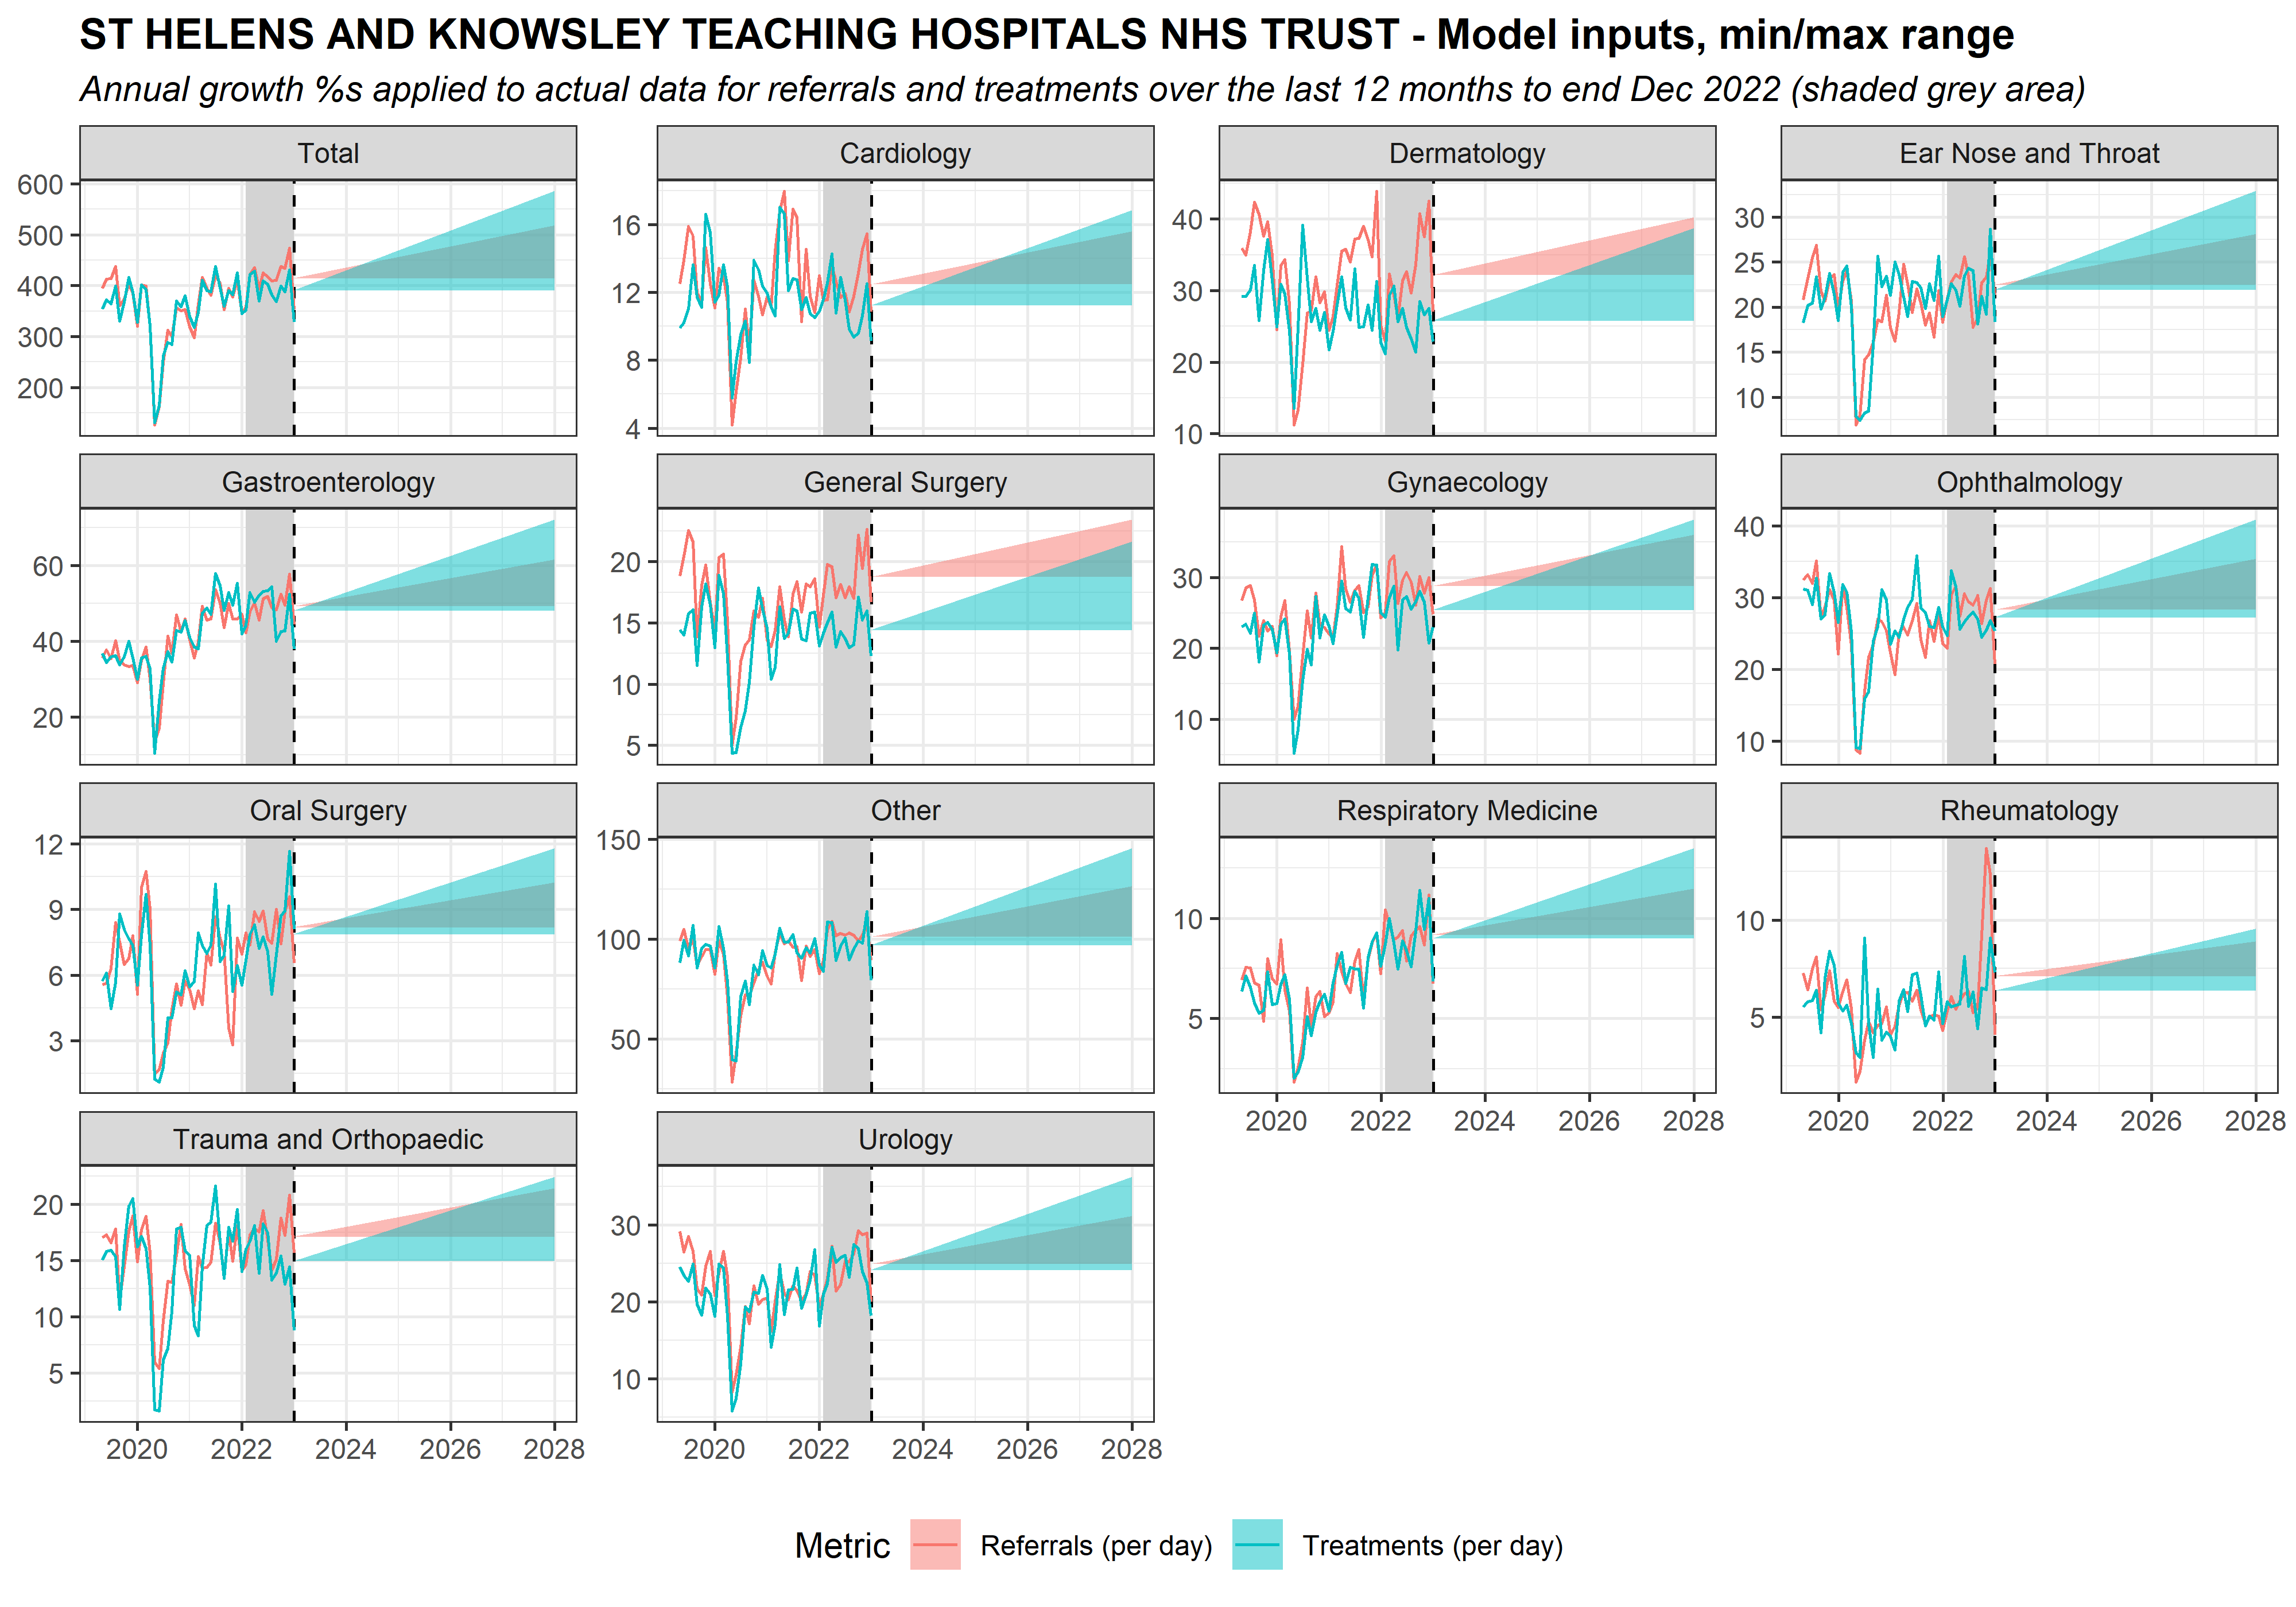 ST HELENS AND KNOWSLEY TEACHING HOSPITALS NHS TRUST - Model inputs, min/max range
Annual growth %s applied to actual data for referrals and treatments over the last 12 months to end Dec 2022 (shaded grey area)
Total
600
500
400
300
200
Cardiology
16
12
8
4
Dermatology
40
30
20
10
Ear Nose and Throat
30
25
20
15
10
Gastroenterology
60
40
20
General Surgery
20
15
10
5
Gynaecology
30
20
10
Ophthalmology
40
30
20
10
Oral Surgery
12
9
6
3
Other
150
100
50
Respiratory Medicine
10
5
2020 2022 2024 2026 2028
Rheumatology
10
5
2020 2022 2024 2026 2028
Trauma and Orthopaedic
20
15
10
5
2020 2022 2024 2026 2028
Urology
30
20
10
2020 2022 2024 2026 2028
Metric Referrals (per day) Treatments (per day)